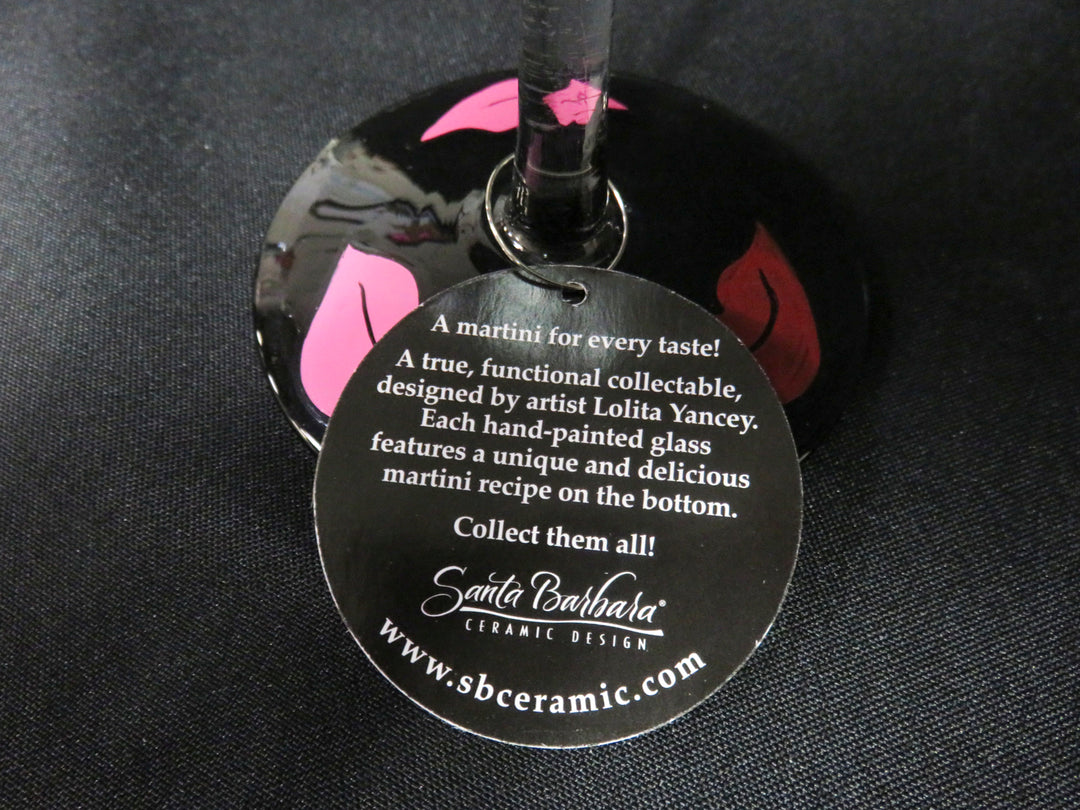 A martini for every taste!
A true, functional collectable,
designed by artist Lolita Yancey.
Each hand-painted glass
features a unique and delicious
martini recipe on the bottom.
Collect them all!
Santa Barbara®
CERAMIC DESIGN
www.sbceramic.com